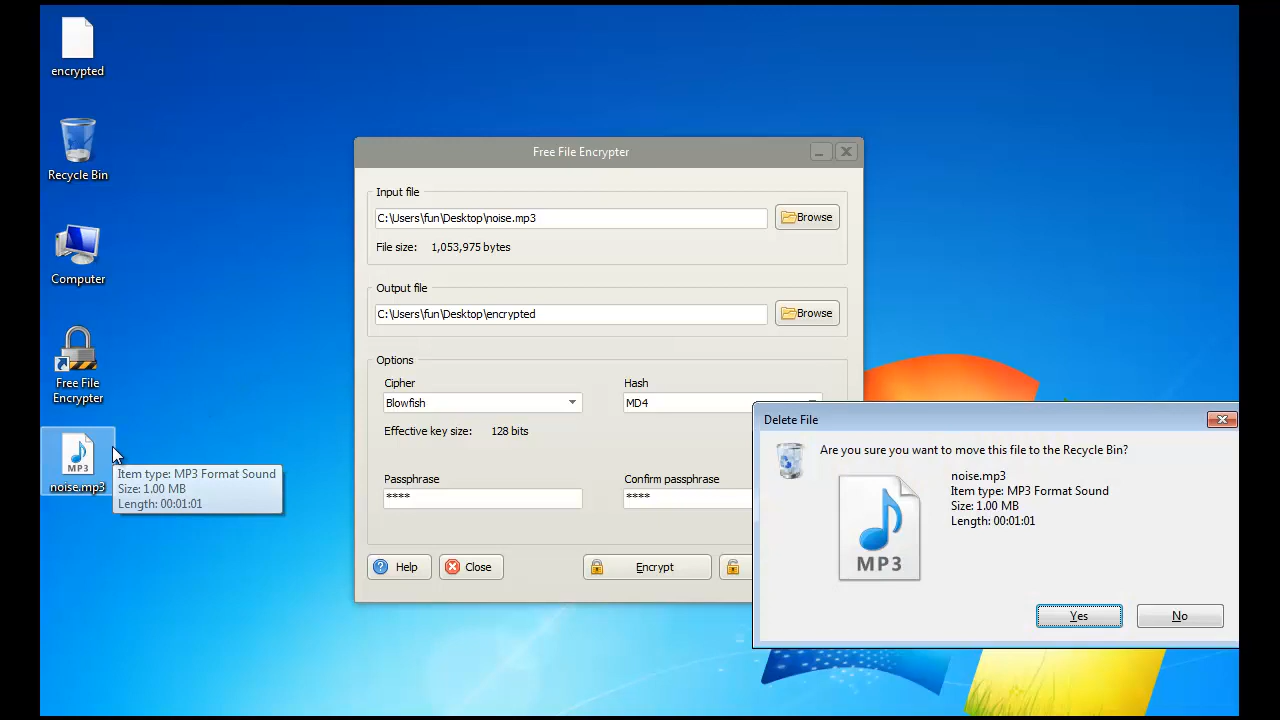 encrypted
Recycle Bin
Computer
Free File
Encrypter
MP3
noise.mp3
Item type: MP3 Format Sound
Size: 1.00 MB
Length: 00:01:01
Free File Encrypter
Input file
C:\Users\fun\Desktop\noise.mp3
Browse
File size: 1,053,975 bytes
Output file
C:\Users\fun\Desktop\encrypted
Browse
Options
Cipher
Hash
Blowfish
MD4
Effective key size: 128 bits
Passphrase
Confirm passphrase
****
****
Help
Close
Encrypt
Delete File
Are you sure you want to move this file to the Recycle Bin?
noise.mp3
Item type: MP3 Format Sound
Size: 1.00 MB
Length: 00:01:01
MP3
Yes
No